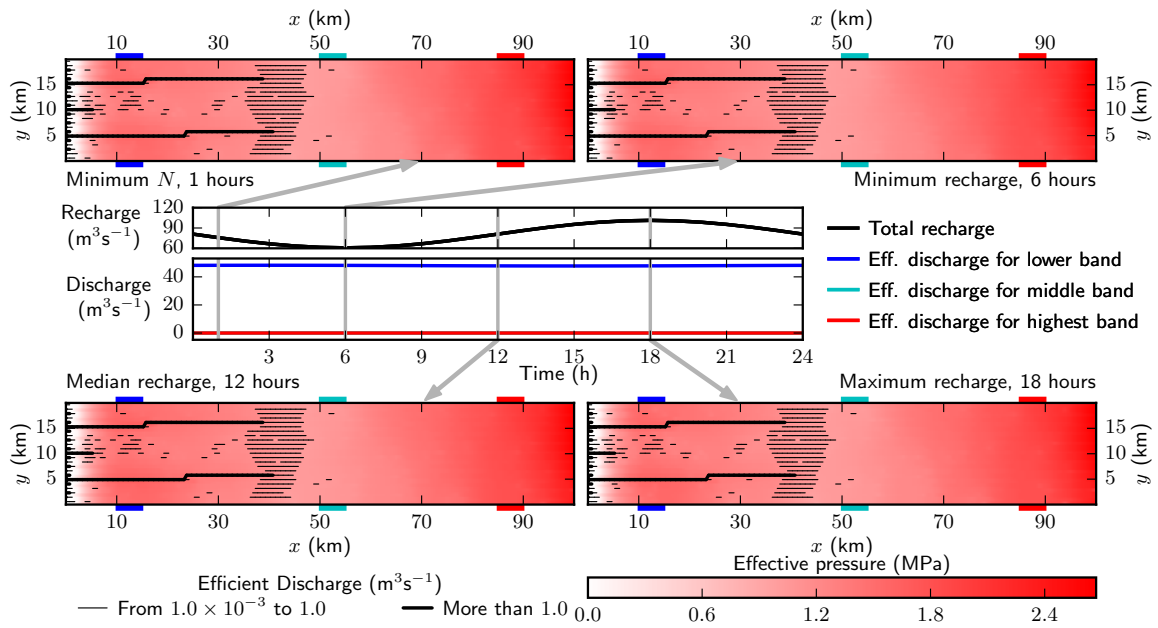 x (km)
x (km)
10 30 50 70 90
10 30 50 70 90
y (km)
15
10
5
15
10
5
y (km)
Minimum N, 1 hours
Minimum recharge, 6 hours
Recharge
(m³s⁻¹)
120
90
60
Discharge
(m³s⁻¹)
40
0
3 6 9 12 15 18 21 24
Time (h)
Total recharge
Eff. discharge for lower band
Eff. discharge for middle band
Eff. discharge for highest band
Median recharge, 12 hours
Maximum recharge, 18 hours
y (km)
15
10
5
15
10
5
y (km)
10 30 50 70 90
10 30 50 70 90
x (km)
x (km)
Efficient Discharge (m³s⁻¹)
From 1.0 × 10⁻³ to 1.0
More than 1.0
Effective pressure (MPa)
0.0 0.6 1.2 1.8 2.4